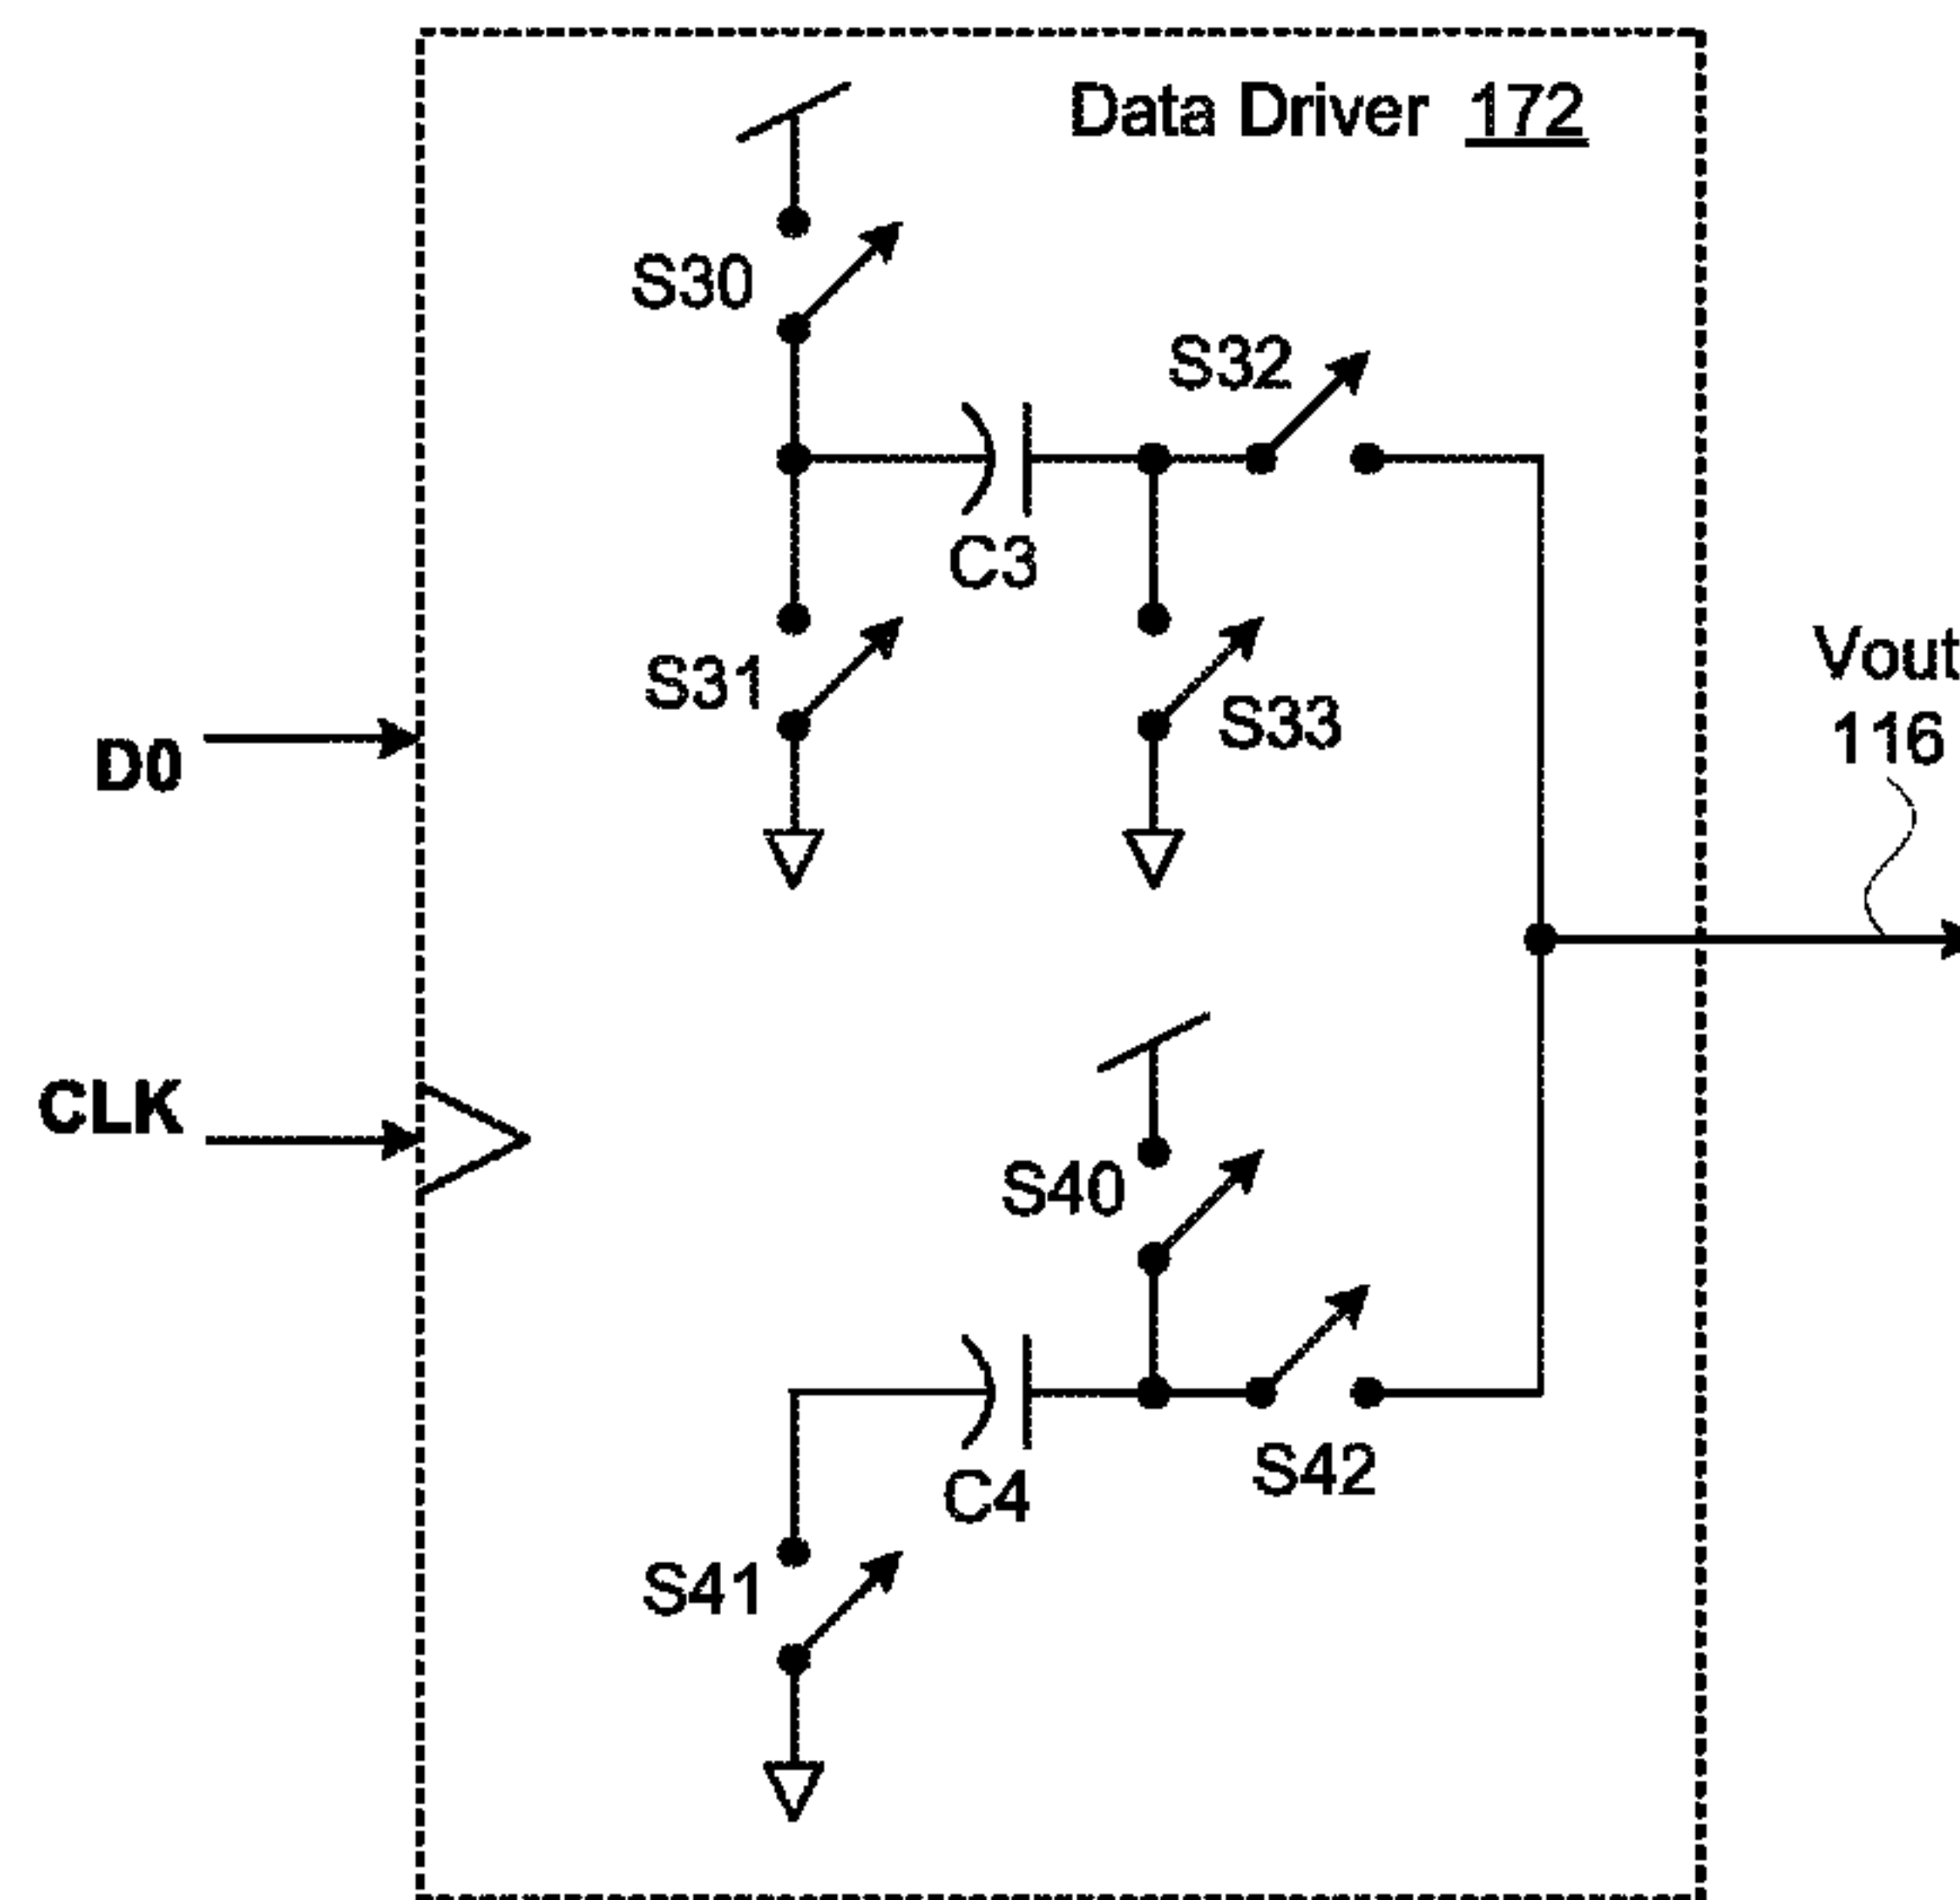 Data Driver 172
S30
S32
C3
S31
S33
Vout
116
D0
CLK
S40
C4
S42
S41